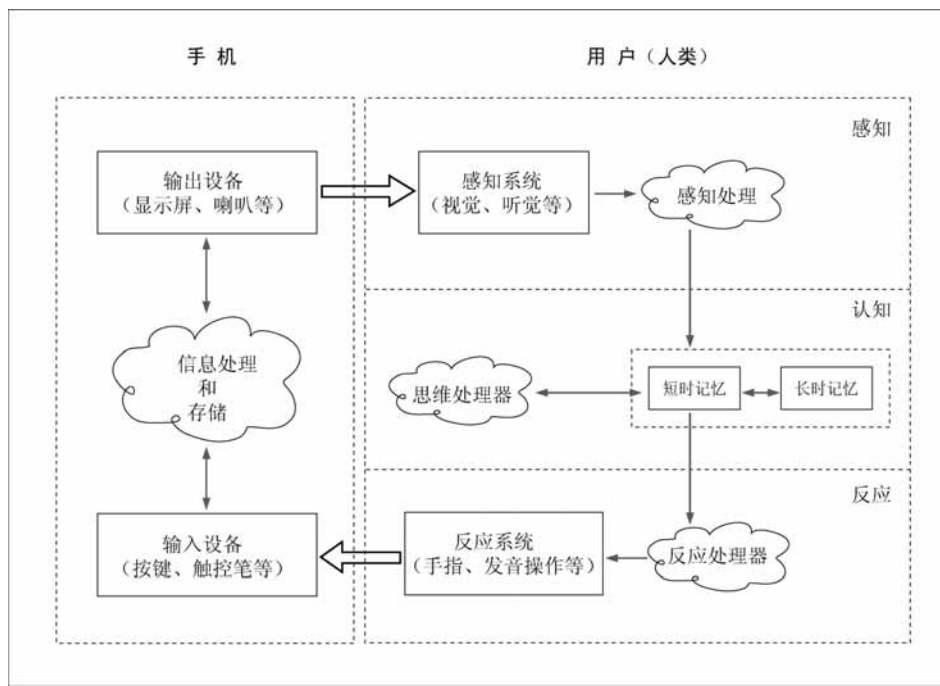 手 机
用 户（人类）
感知
输出设备
（显示屏、喇叭等）
感知系统
（视觉、听觉等）
感知处理
认知
信息处理
和
存储
思维处理器
短时记忆
长时记忆
反应
输入设备
（按键、触控笔等）
反应系统
（手指、发音操作等）
反应处理器